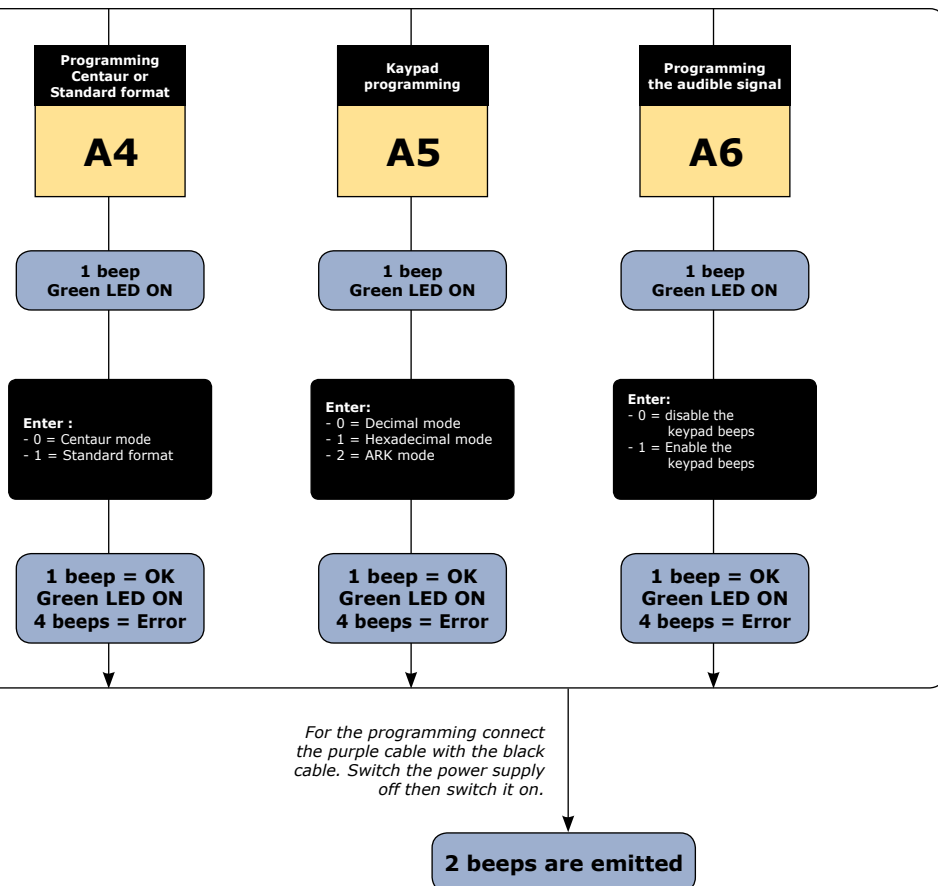 Programming
Centaur or
Standard format
A4
1 beep
Green LED ON
Enter :
- 0 = Centaur mode
- 1 = Standard format
1 beep = OK
Green LED ON
4 beeps = Error
Kaypad
programming
A5
1 beep
Green LED ON
Enter:
- 0 = Decimal mode
- 1 = Hexadecimal mode
- 2 = ARK mode
1 beep = OK
Green LED ON
4 beeps = Error
Programming
the audible signal
A6
1 beep
Green LED ON
Enter:
- 0 = disable the
keypad beeps
- 1 = Enable the
keypad beeps
1 beep = OK
Green LED ON
4 beeps = Error
For the programming connect
the purple cable with the black
cable. Switch the power supply
off then switch it on.
2 beeps are emitted